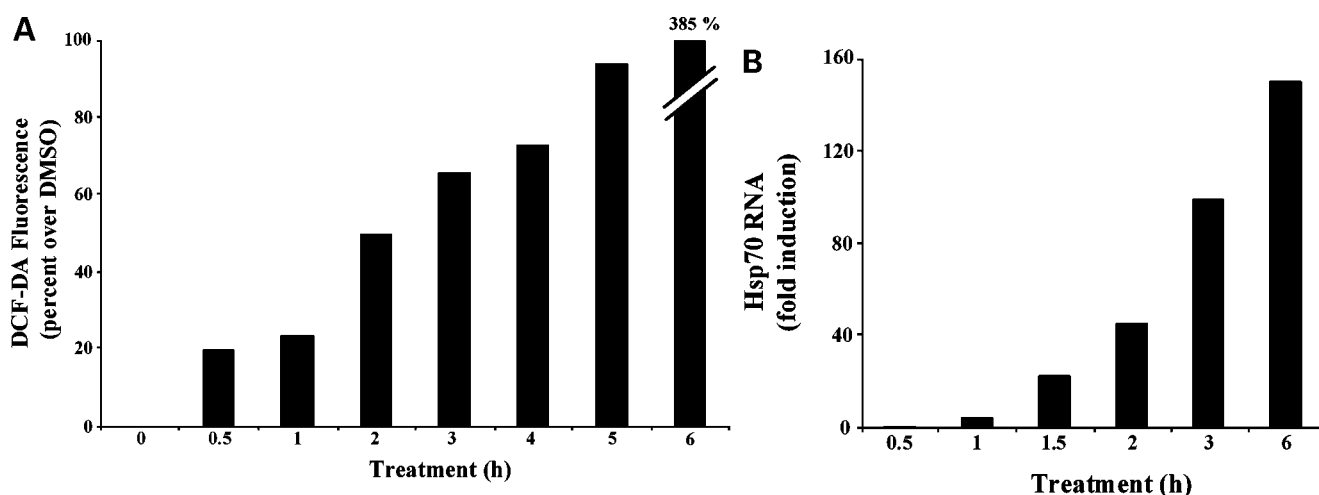 A
DCF-DA Fluorescence
(percent over DMSO)
385 %
100
80
60
40
20
0
0 0.5 1 2 3 4 5 6
Treatment (h)
B
Hsp70 RNA
(fold induction)
160
120
80
40
0
0.5 1 1.5 2 3 6
Treatment (h)